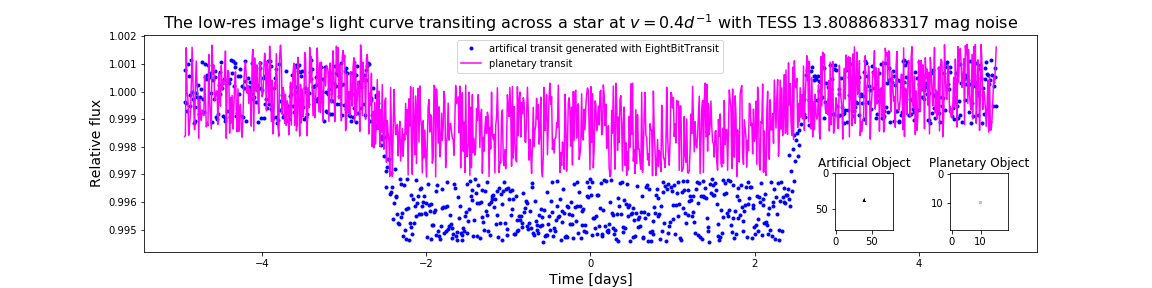 The low-res image's light curve transiting across a star at v = 0.4d⁻¹ with TESS 13.8088683317 mag noise
artifical transit generated with EightBitTransit
planetary transit
Relative flux
1.002
1.001
1.000
0.999
0.998
0.997
0.996
0.995
Artificial Object
0
50
0 50
Planetary Object
0
10
0 10
−4 −2 0 2 4
Time [days]